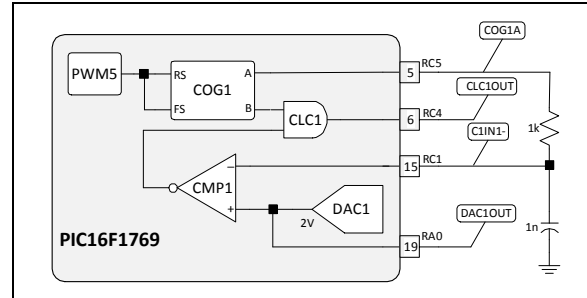 COG1A
RC5
PWM5
RS
A
5
FS
COG1
CLC1OUT
B
RC4
CLC1
6
C1IN1-
1k
RC1
15
CMP1
−
+
DAC1
2V
DAC1OUT
1n
PIC16F1769
RA0
19